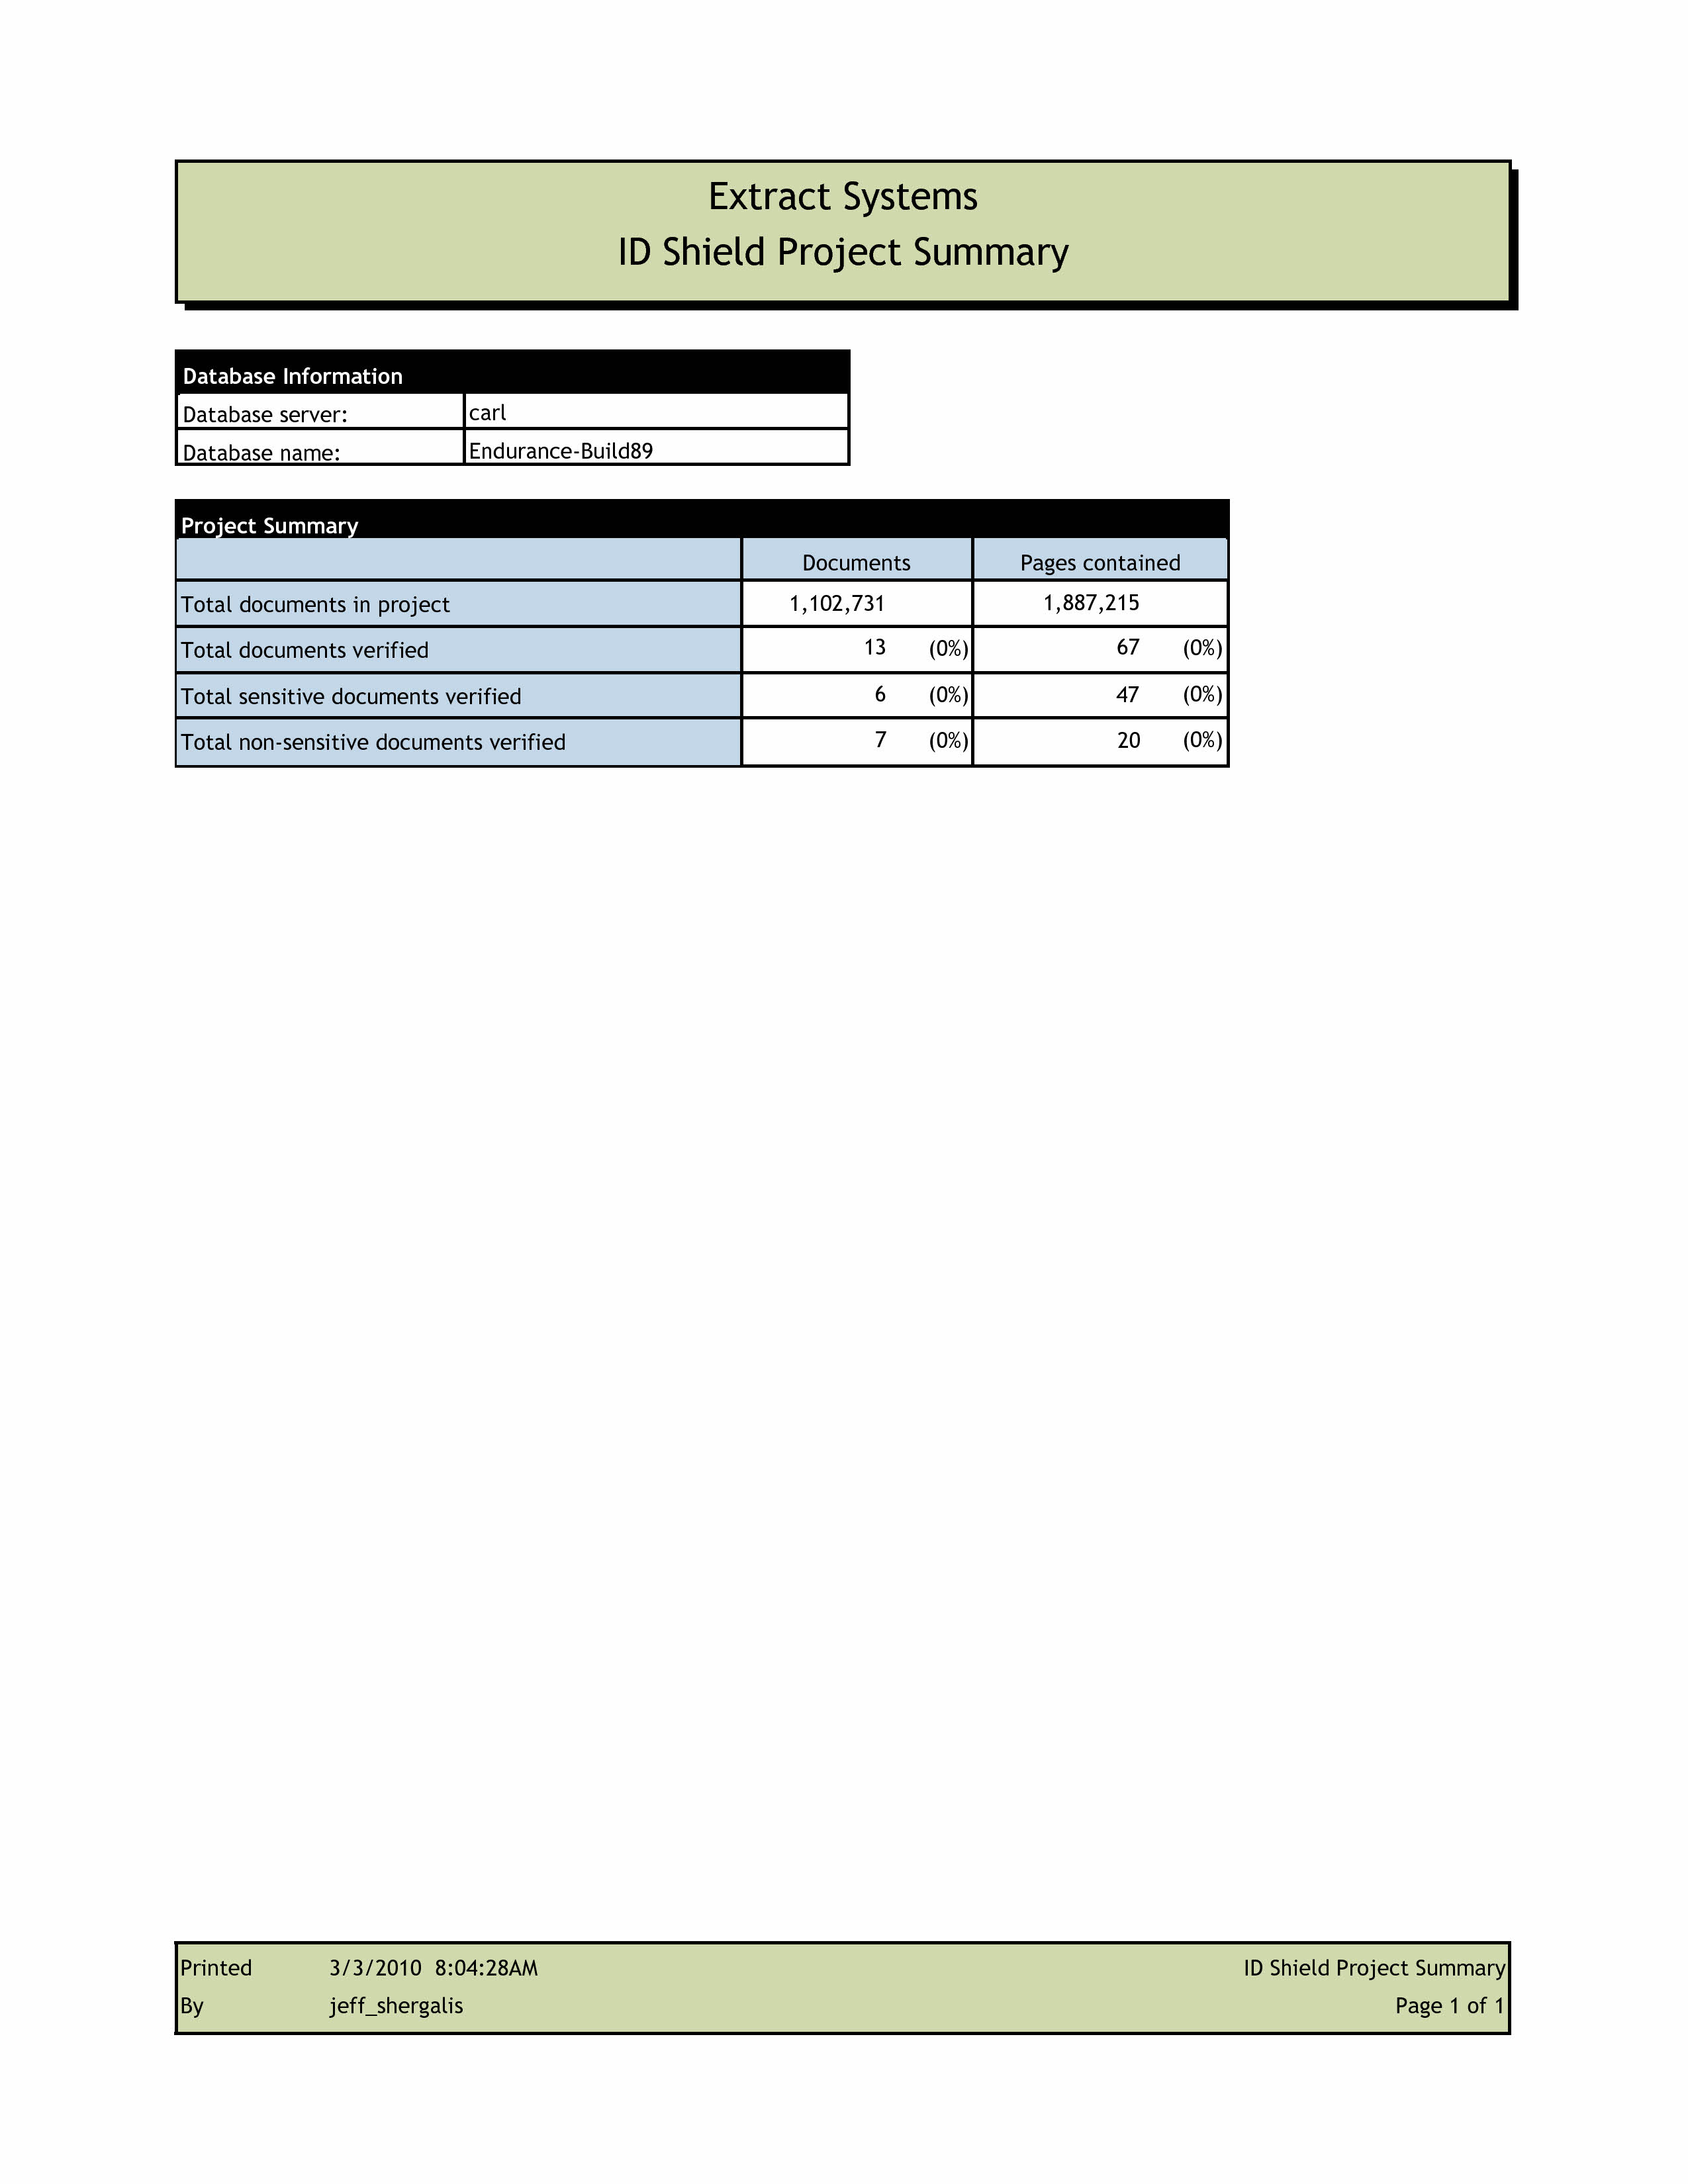 Extract Systems
ID Shield Project Summary
Database Information
Database server: carl
Database name: Endurance-Build89
Project Summary
Documents Pages contained
Total documents in project 1,102,731 1,887,215
Total documents verified 13 (0%) 67 (0%)
Total sensitive documents verified 6 (0%) 47 (0%)
Total non-sensitive documents verified 7 (0%) 20 (0%)
Printed 3/3/2010 8:04:28AM ID Shield Project Summary
By jeff_shergalis Page 1 of 1